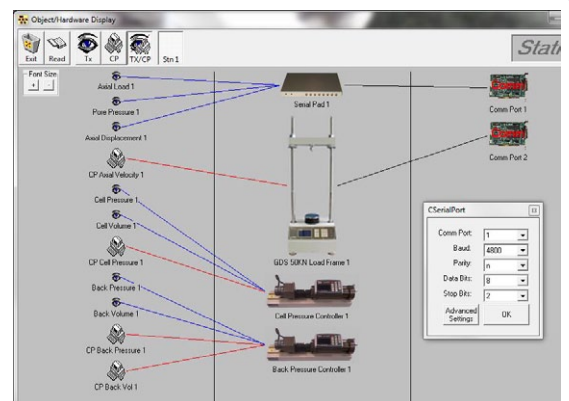 Object/Hardware Display
Exit
Read
Tx
CP
TX/CP
Stn 1
Font Size
+
-
Axial Load 1
Pore Pressure 1
Axial Displacement 1
CP Axial Velocity 1
Cell Pressure 1
Cell Volume 1
CP Cell Pressure 1
Back Pressure 1
Back Volume 1
CP Back Pressure 1
CP Back Vol 1
Serial Pad 1
GDS 50KN Load Frame 1
Cell Pressure Controller 1
Back Pressure Controller 1
Comm Port 1
Comm Port 2
CSerialPort
Comm Port: 1
Baud: 4800
Parity: n
Data Bits: 8
Stop Bits: 2
Advanced
Settings
OK